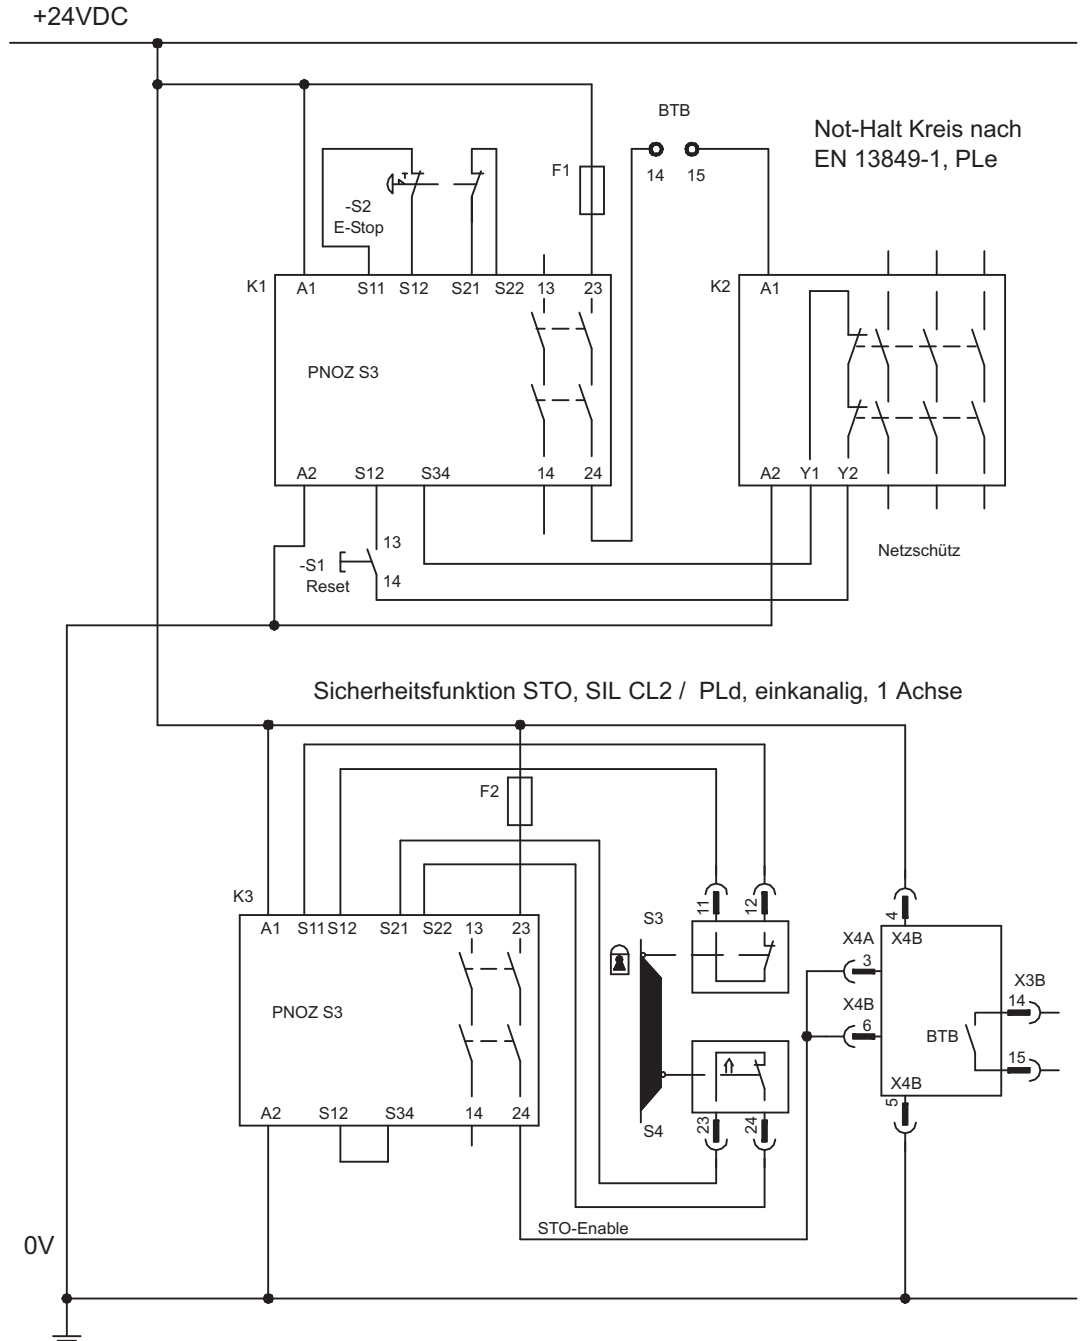 +24VDC
BTB
Not-Halt Kreis nach
EN 13849-1, PLe
14 15
F1
-S2
E-Stop
K1
A1 S11 S12 S21 S22 13 23
K2
A1
PNOZ S3
A2 S12 S34 14 24
A2 Y1 Y2
13
-S1
Reset
14
Netzschütz
Sicherheitsfunktion STO, SIL CL2 / PLd, einkanalig, 1 Achse
F2
K3
A1 S11 S12 S21 S22 13 23
S3
11 12
4
X4B
X4A
3
X3B
14
X4B
6
BTB
15
PNOZ S3
X4B
5
A2 S12 S34 14 24
S4
23 24
STO-Enable
0V